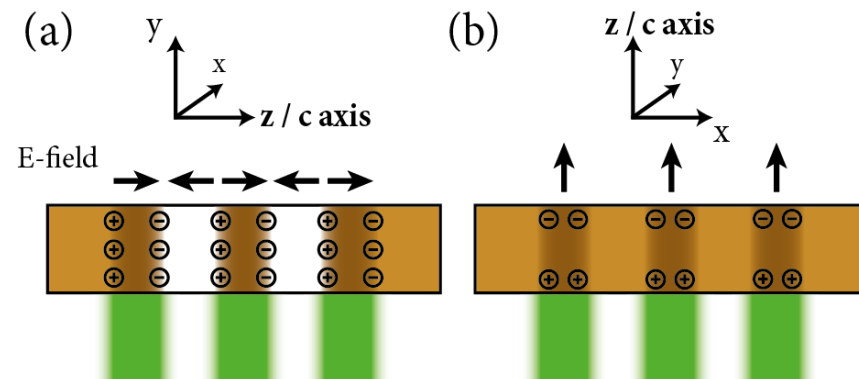 (a)
y
x
z / c axis
E-field
+ - + - + -
+ - + - + -
+ - + - + -
(b)
z / c axis
y
x
- - - - - -
+ + + + + +